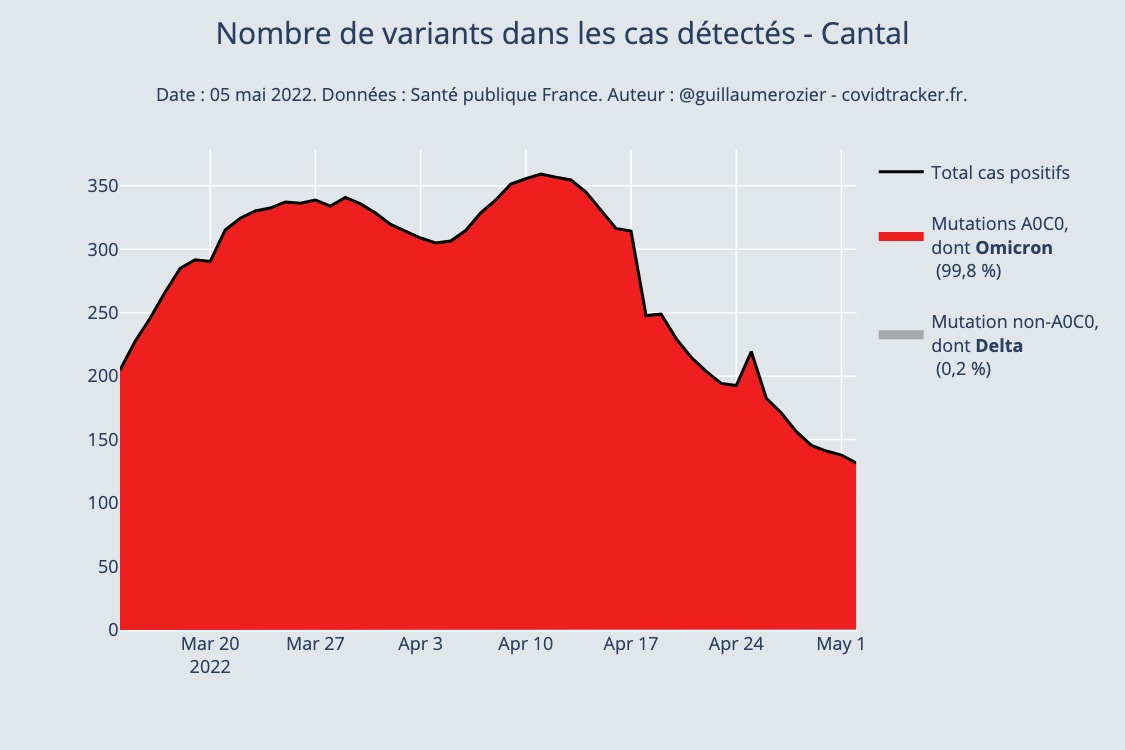 Nombre de variants dans les cas détectés - Cantal
Date : 05 mai 2022. Données : Santé publique France. Auteur : @guillaumerozier - covidtracker.fr.
Total cas positifs
Mutations A0C0,
dont Omicron
(99,8 %)
Mutation non-A0C0,
dont Delta
(0,2 %)
350
300
250
200
150
100
50
0
Mar 20 Mar 27 Apr 3 Apr 10 Apr 17 Apr 24 May 1
2022